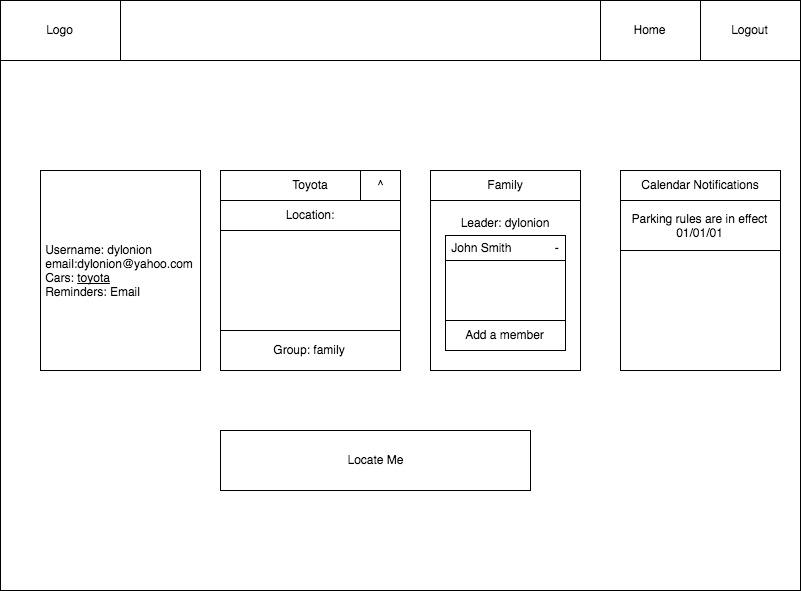 Logo
Home
Logout
Username: dylonion
email:dylonion@yahoo.com
Cars: toyota
Reminders: Email
Toyota
^
Location:
Group: family
Family
Leader: dylonion
John Smith -
Add a member
Calendar Notifications
Parking rules are in effect
01/01/01
Locate Me